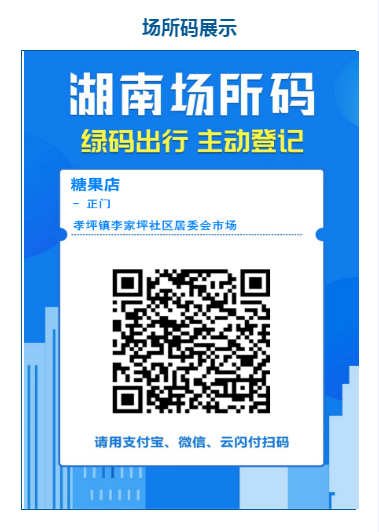 场所码展示
湖南场所码
绿码出行 主动登记
糖果店
- 正门
孝坪镇李家坪社区居委会市场
请用支付宝、微信、云闪付扫码